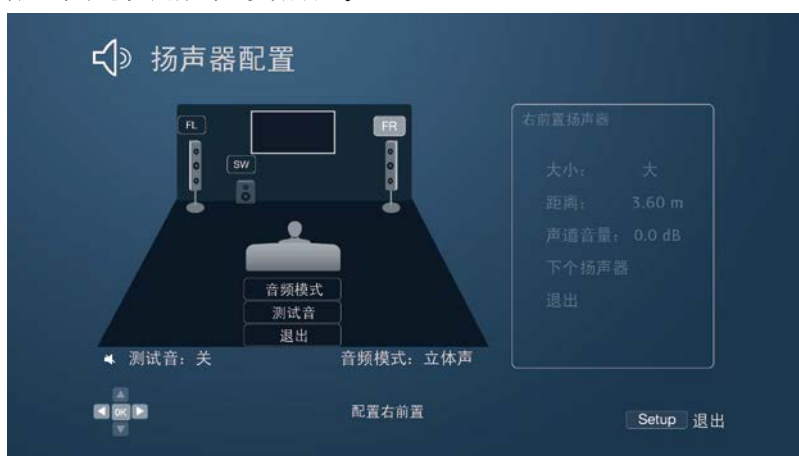 扬声器配置
FL
FR
SW
音频模式
测试音
退出
测试音：关
音频模式：立体声
右前置扬声器
大小： 大
距离： 3.60 m
声道音量： 0.0 dB
下个扬声器
退出
OK
配置右前置
Setup 退出